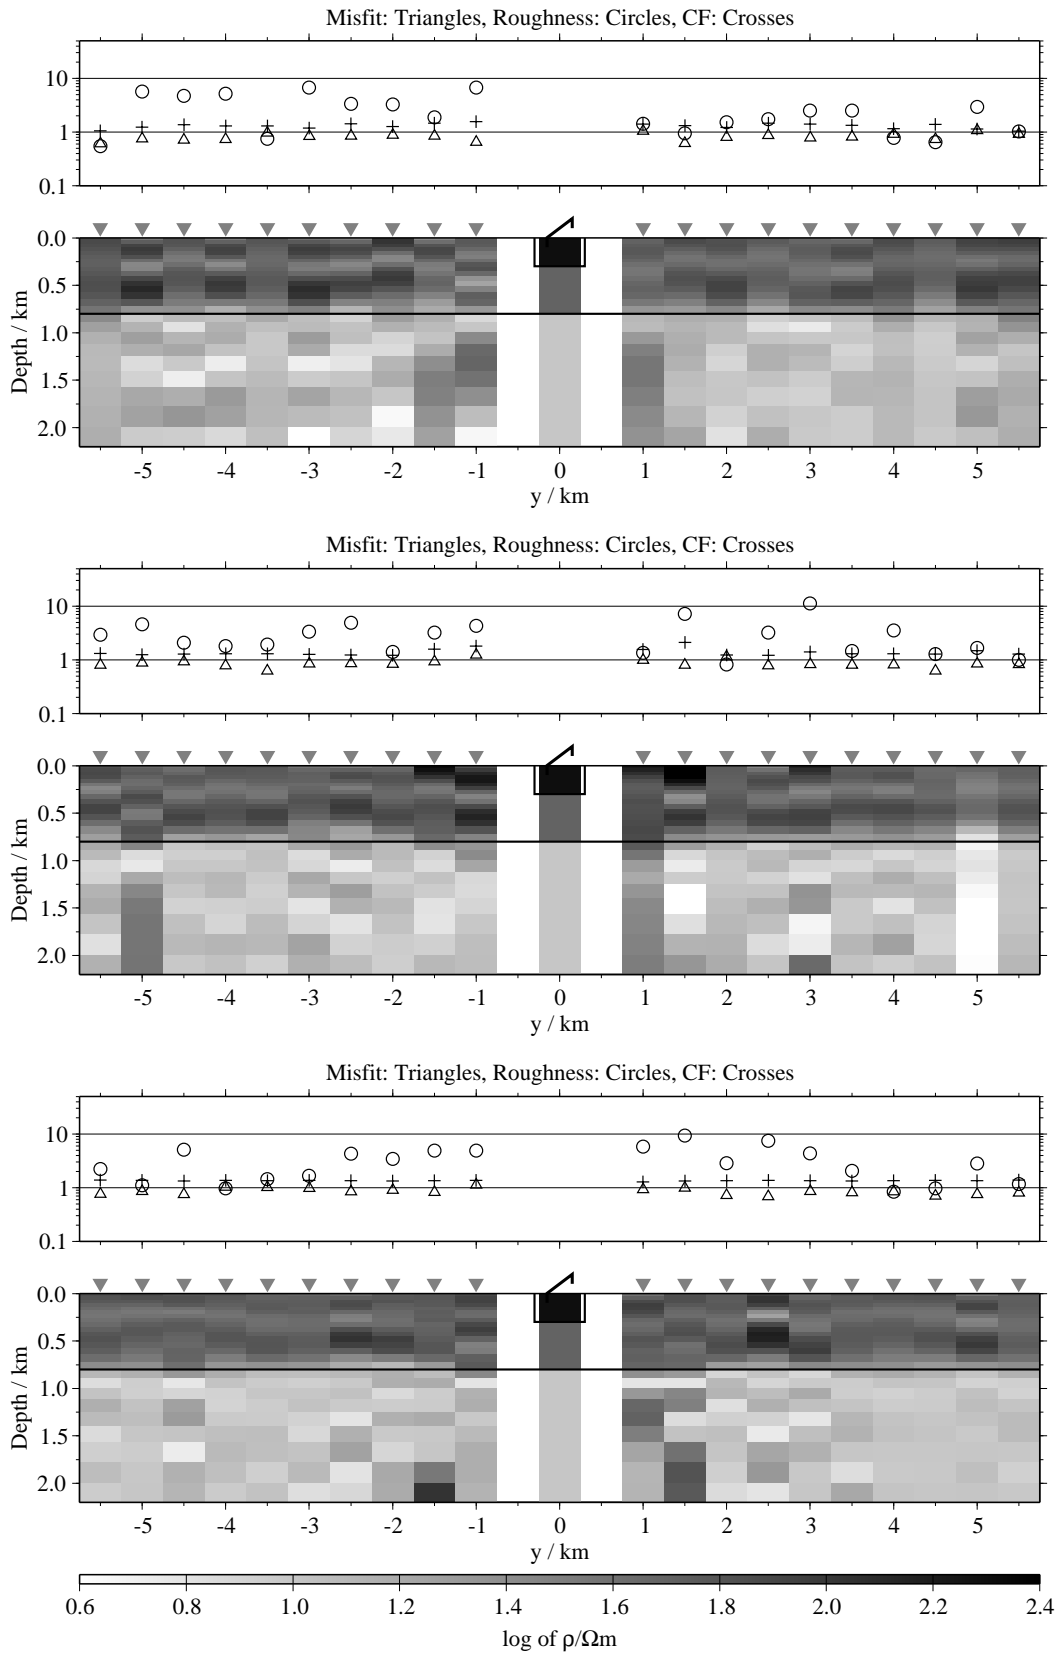 Misfit: Triangles, Roughness: Circles, CF: Crosses
10
1
0.1
0.0
0.5
1.0
1.5
2.0
Depth / km
-5 -4 -3 -2 -1 0 1 2 3 4 5
y / km
Misfit: Triangles, Roughness: Circles, CF: Crosses
10
1
0.1
0.0
0.5
1.0
1.5
2.0
Depth / km
-5 -4 -3 -2 -1 0 1 2 3 4 5
y / km
Misfit: Triangles, Roughness: Circles, CF: Crosses
10
1
0.1
0.0
0.5
1.0
1.5
2.0
Depth / km
-5 -4 -3 -2 -1 0 1 2 3 4 5
y / km
0.6 0.8 1.0 1.2 1.4 1.6 1.8 2.0 2.2 2.4
log of ρ/Ωm